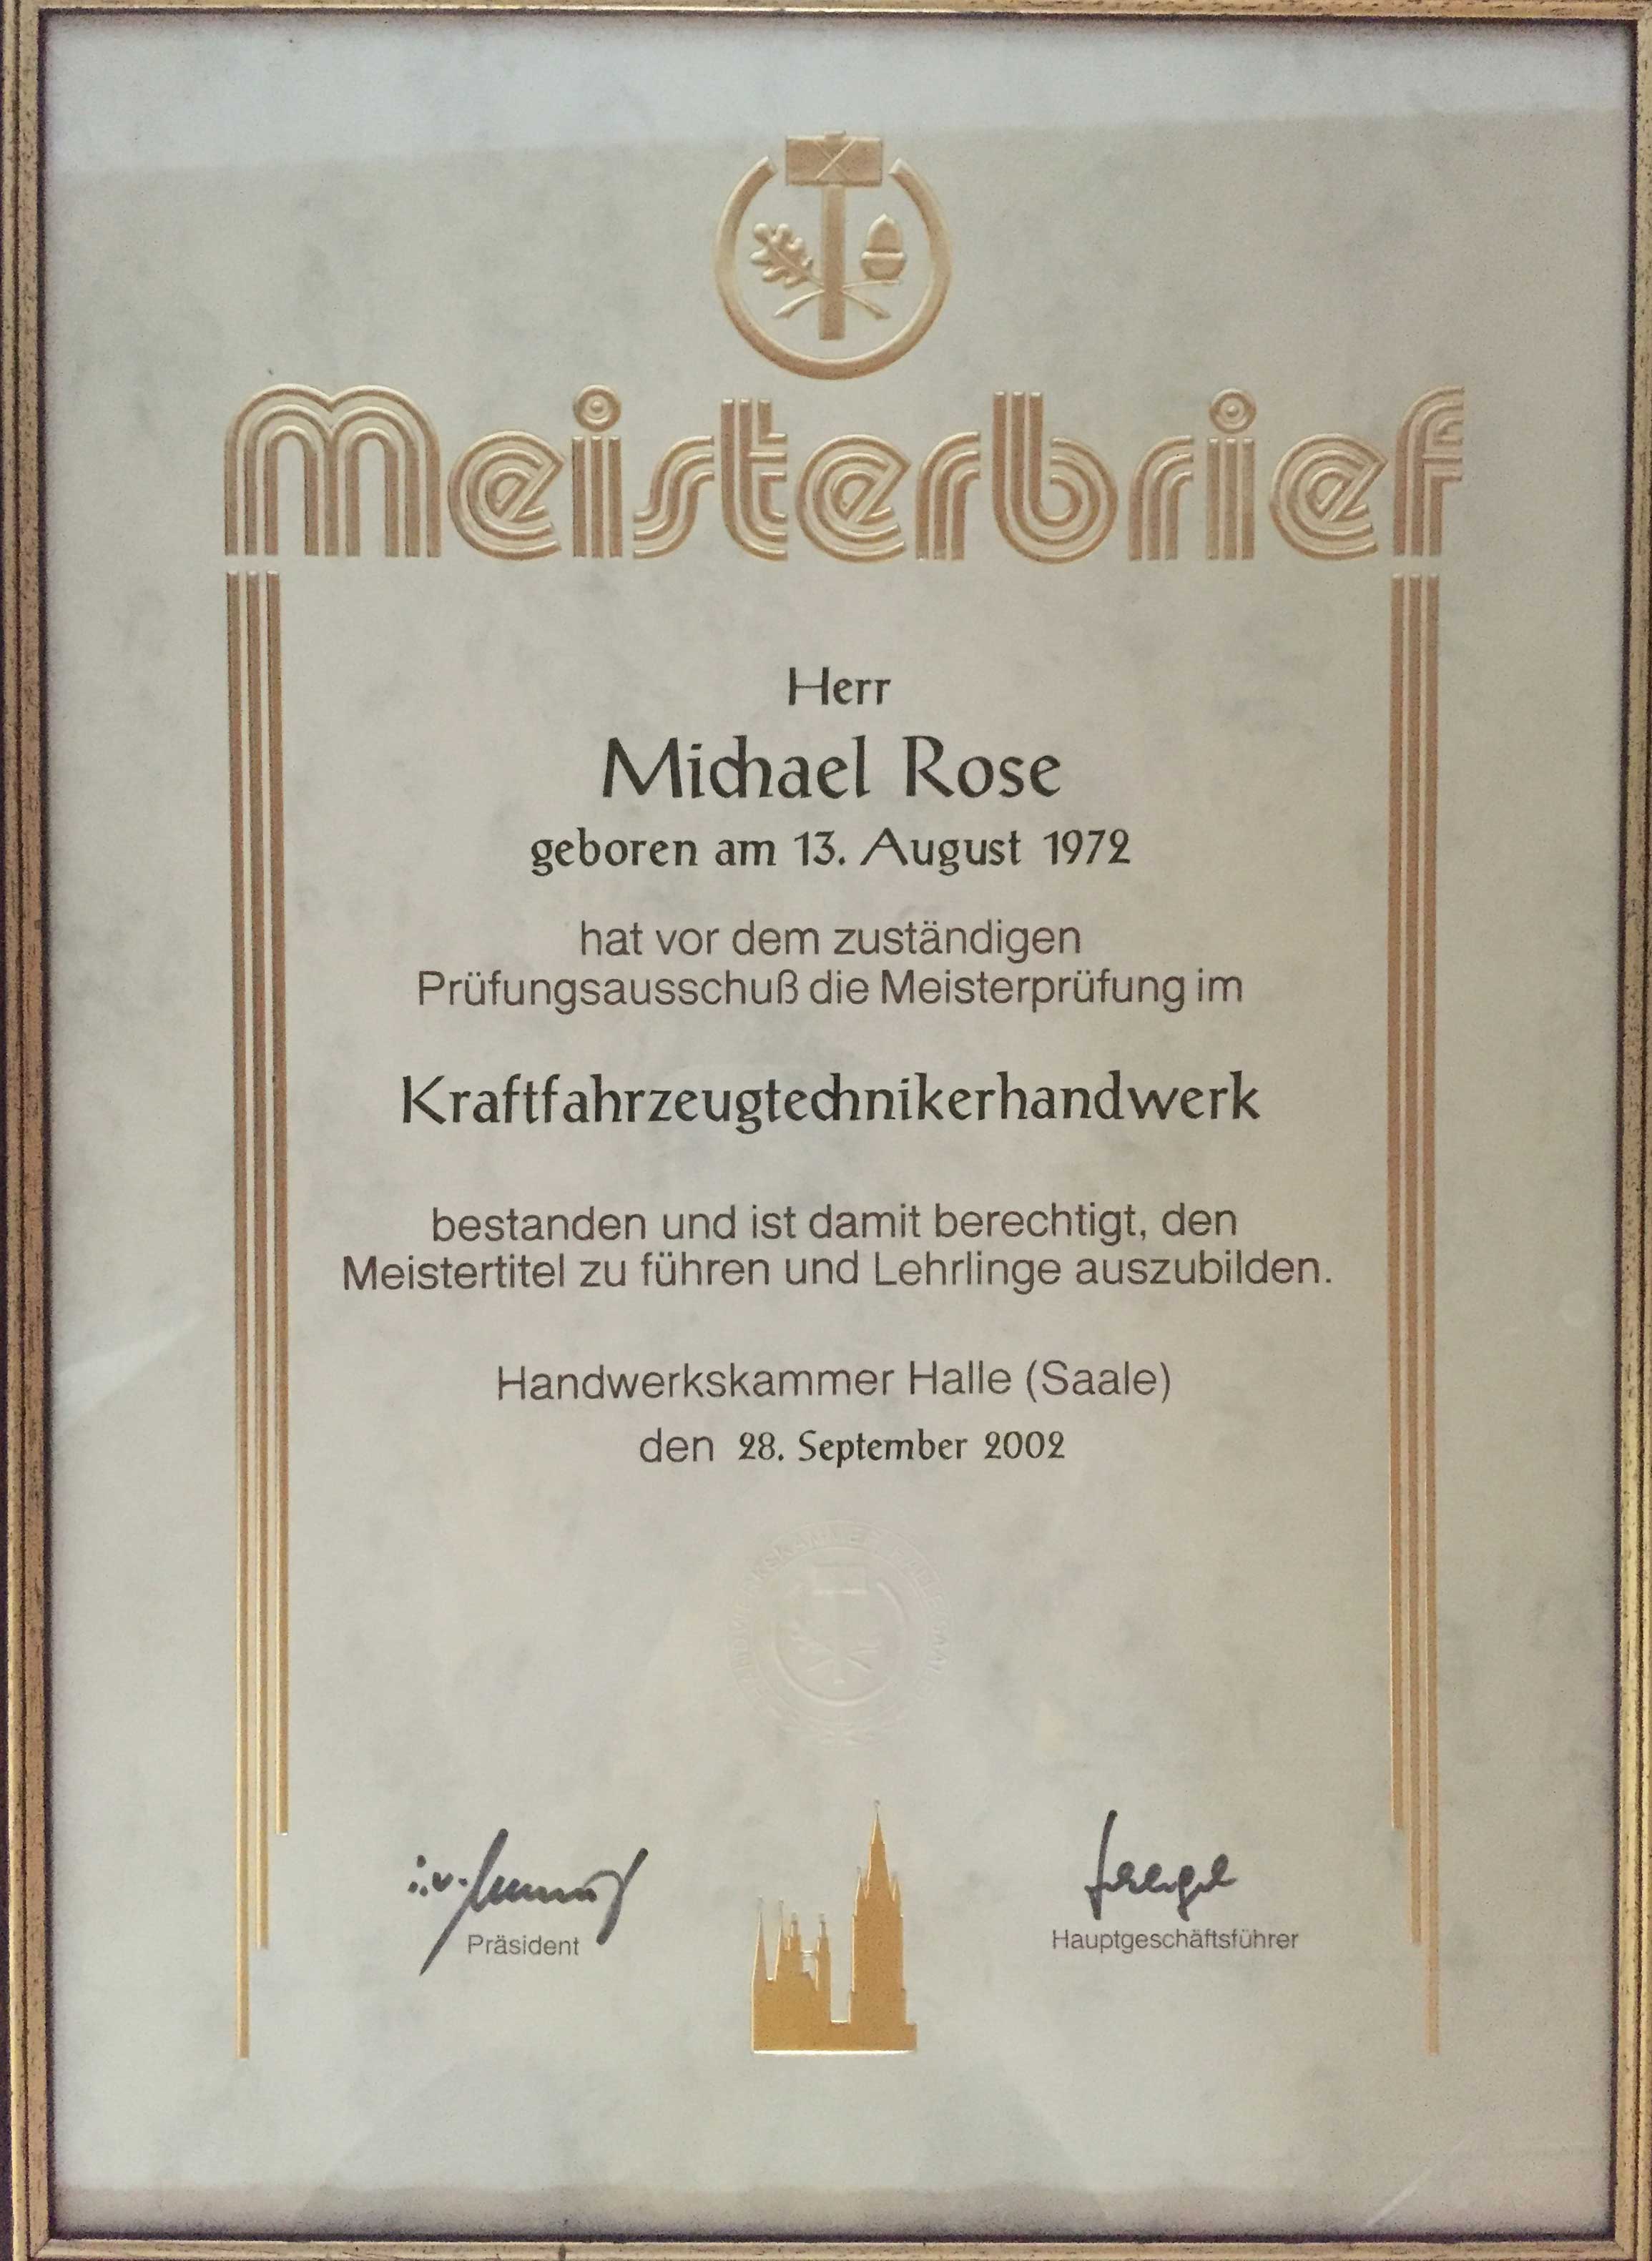 Meisterbrief
Herr
Michael Rose
geboren am 13. August 1972
hat vor dem zuständigen
Prüfungsausschuß die Meisterprüfung im
Kraftfahrzeugtechnikerhandwerk
bestanden und ist damit berechtigt, den
Meistertitel zu führen und Lehrlinge auszubilden.
Handwerkskammer Halle (Saale)
den 28. September 2002
i.v.
Präsident
Hauptgeschäftsführer